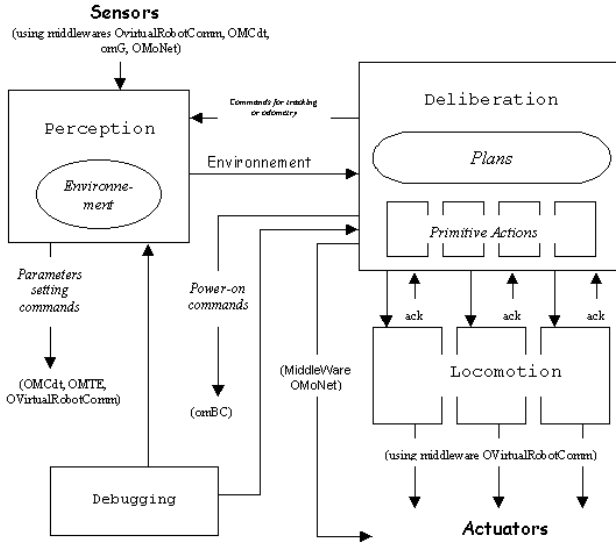 Sensors
(using middlewares OvirtualRobotComm, OMCdt,
omG, OMoNet)
Perception
Environne-
ment
Commands for tracking
or odometry
Environnement
Deliberation
Plans
Primitive Actions
Parameters
setting
commands
Power-on
commands
ack
ack
ack
(OMCdt, OMTE,
OVirtualRobotComm)
(omBC)
(MiddleWare
OMoNet)
Locomotion
(using middleware OVirtualRobotComm)
Debugging
Actuators